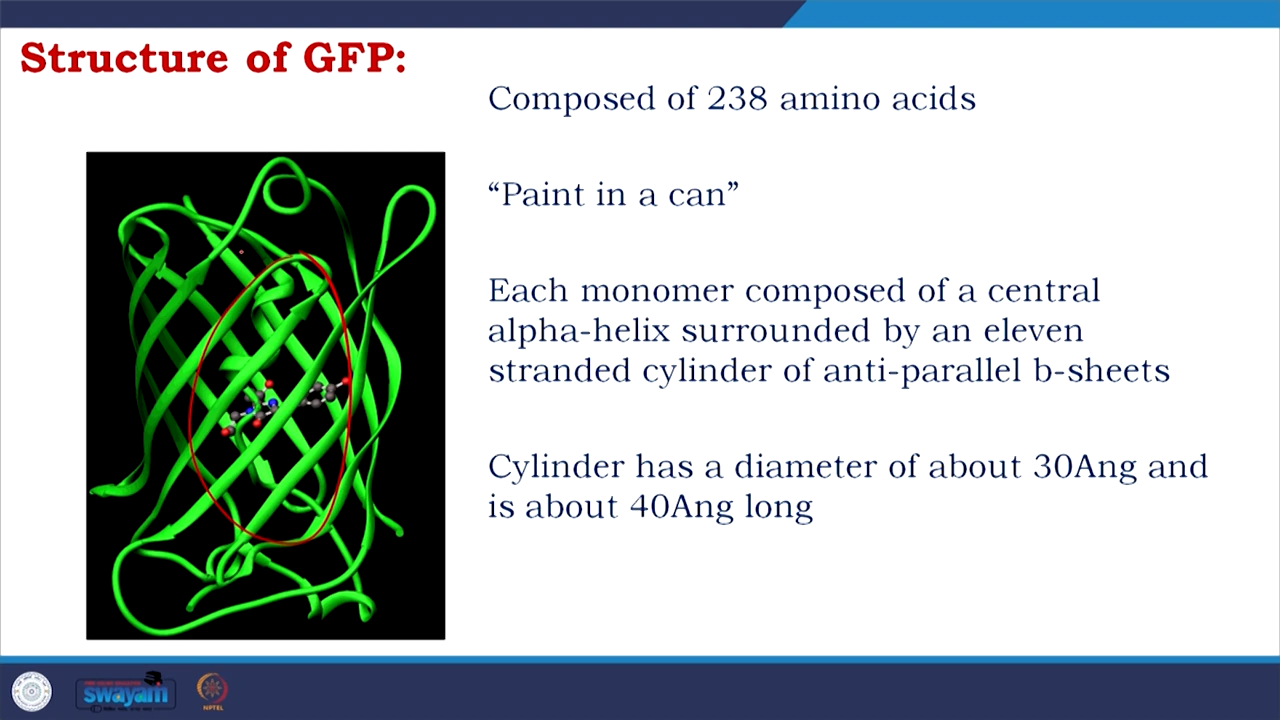 Structure of GFP:
Composed of 238 amino acids
“Paint in a can”
Each monomer composed of a central
alpha-helix surrounded by an eleven
stranded cylinder of anti-parallel b-sheets
Cylinder has a diameter of about 30Ang and
is about 40Ang long
swayam
NPTEL